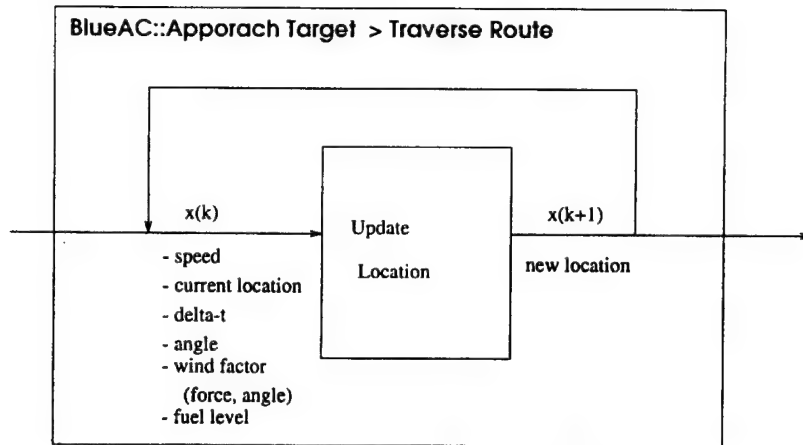 BlueAC::Apporach Target > Traverse Route
x(k)
- speed
- current location
- delta-t
- angle
- wind factor
(force, angle)
- fuel level
Update
Location
x(k+1)
new location